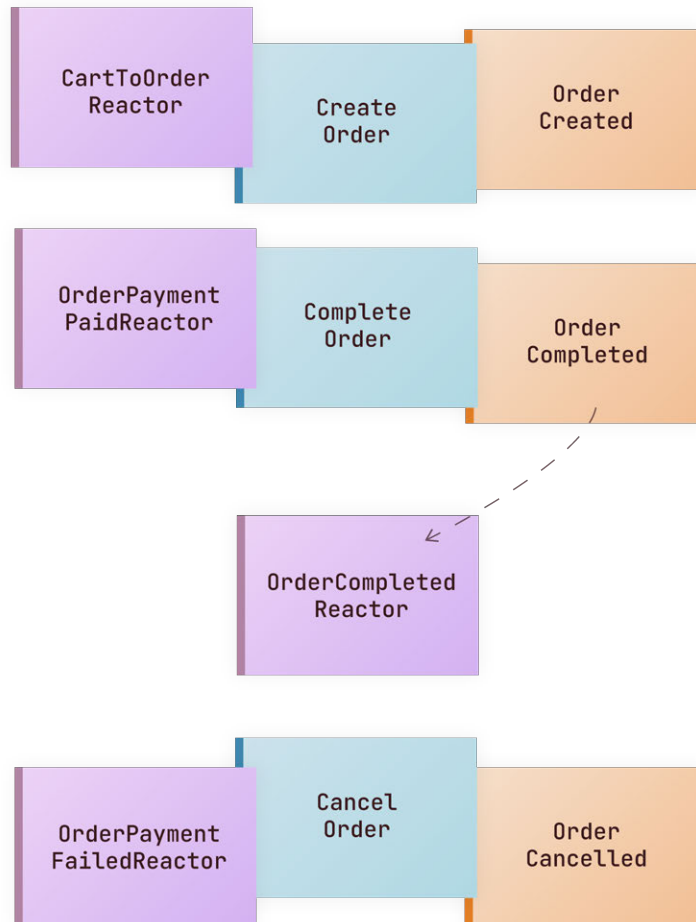 CartToOrder
Reactor
Create
Order
Order
Created
OrderPayment
PaidReactor
Complete
Order
Order
Completed
OrderCompleted
Reactor
OrderPayment
FailedReactor
Cancel
Order
Order
Cancelled